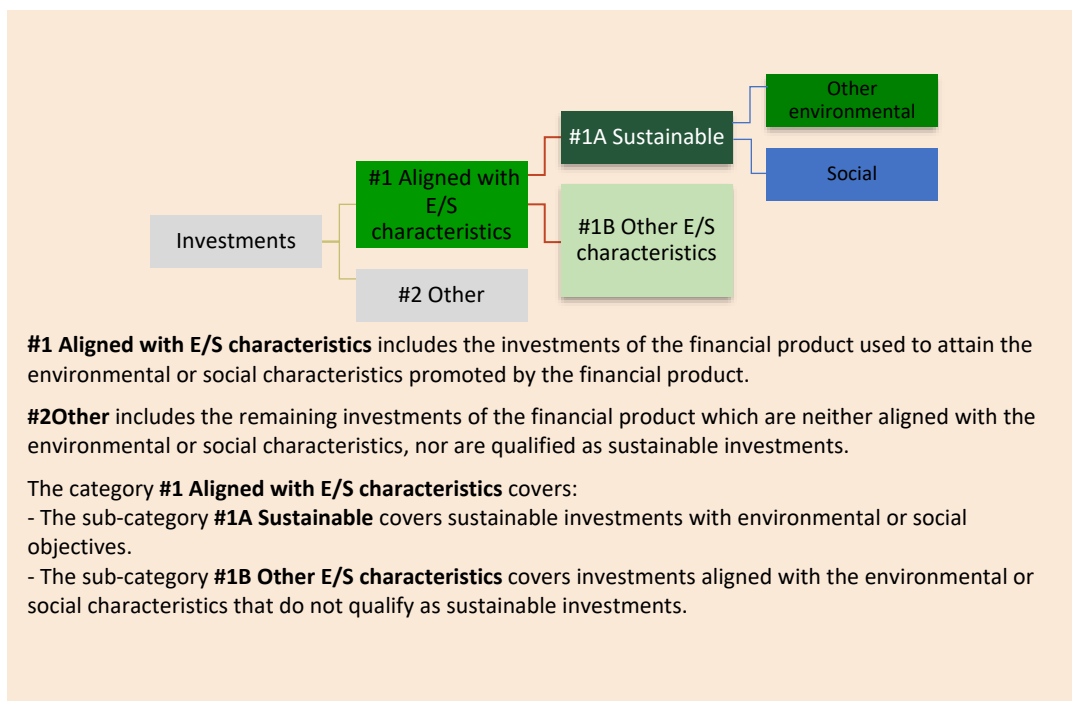 Other
environmental
#1A Sustainable
Social
#1 Aligned with
E/S
characteristics
#1B Other E/S
characteristics
Investments
#2 Other
#1 Aligned with E/S characteristics includes the investments of the financial product used to attain the
environmental or social characteristics promoted by the financial product.
#2Other includes the remaining investments of the financial product which are neither aligned with the
environmental or social characteristics, nor are qualified as sustainable investments.
The category #1 Aligned with E/S characteristics covers:
- The sub-category #1A Sustainable covers sustainable investments with environmental or social
objectives.
- The sub-category #1B Other E/S characteristics covers investments aligned with the environmental or
social characteristics that do not qualify as sustainable investments.